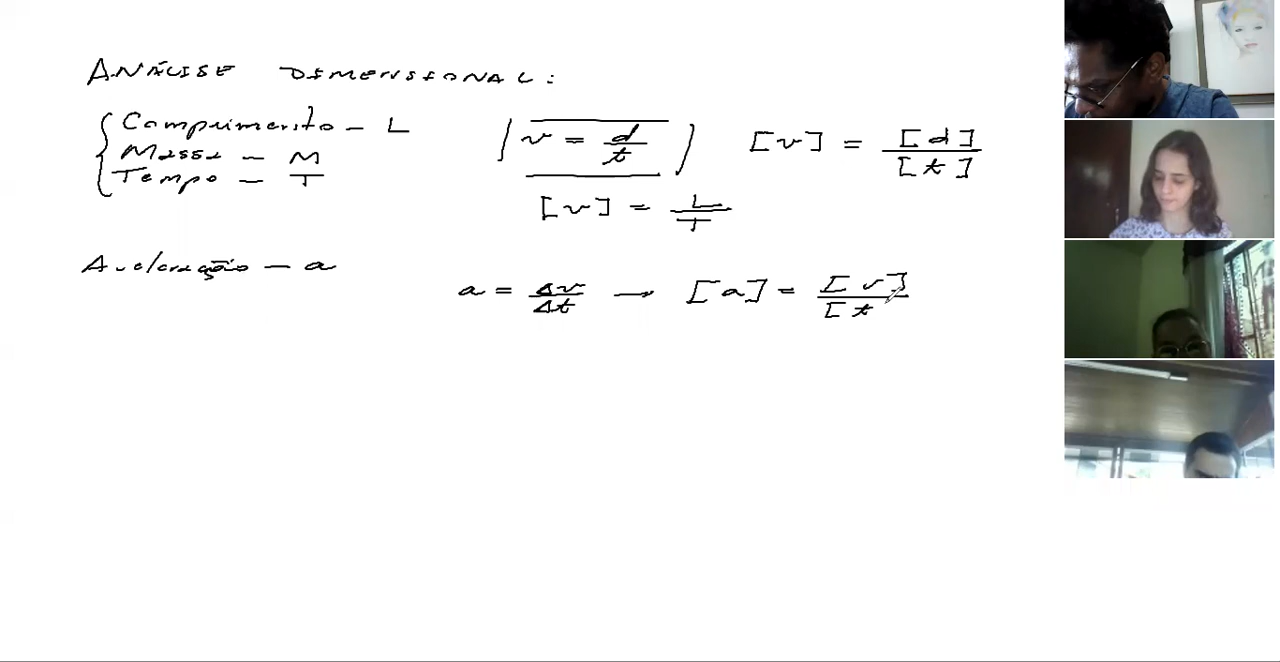 ANÁLISE DIMENSIONAL:
Comprimento - L
Massa - M
Tempo - T
v = d/t
[v] = [d]/[t]
[v] = L/T
Aceleração - a
a = Δv/Δt → [a] = [v]/[t